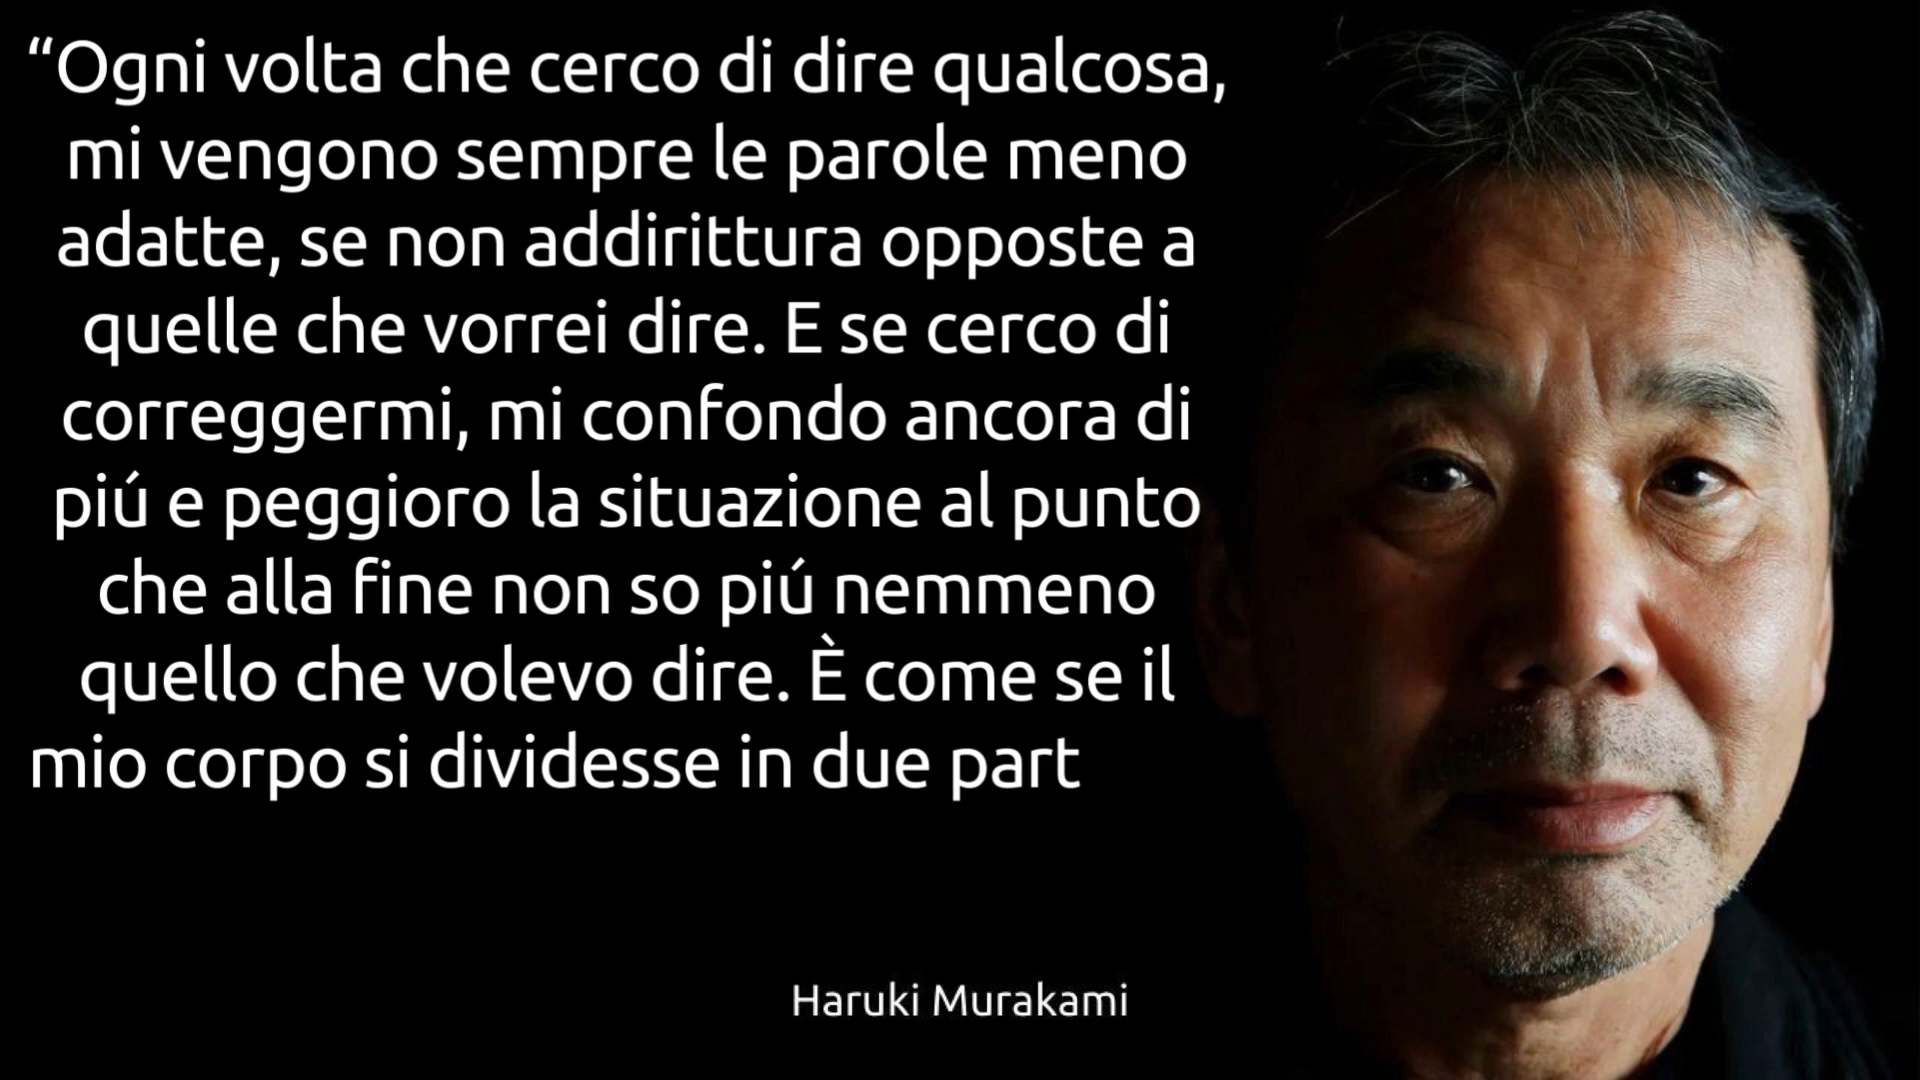 “Ogni volta che cerco di dire qualcosa,
mi vengono sempre le parole meno
adatte, se non addirittura opposte a
quelle che vorrei dire. E se cerco di
correggermi, mi confondo ancora di
piú e peggioro la situazione al punto
che alla fine non so piú nemmeno
quello che volevo dire. È come se il
mio corpo si dividesse in due part
Haruki Murakami